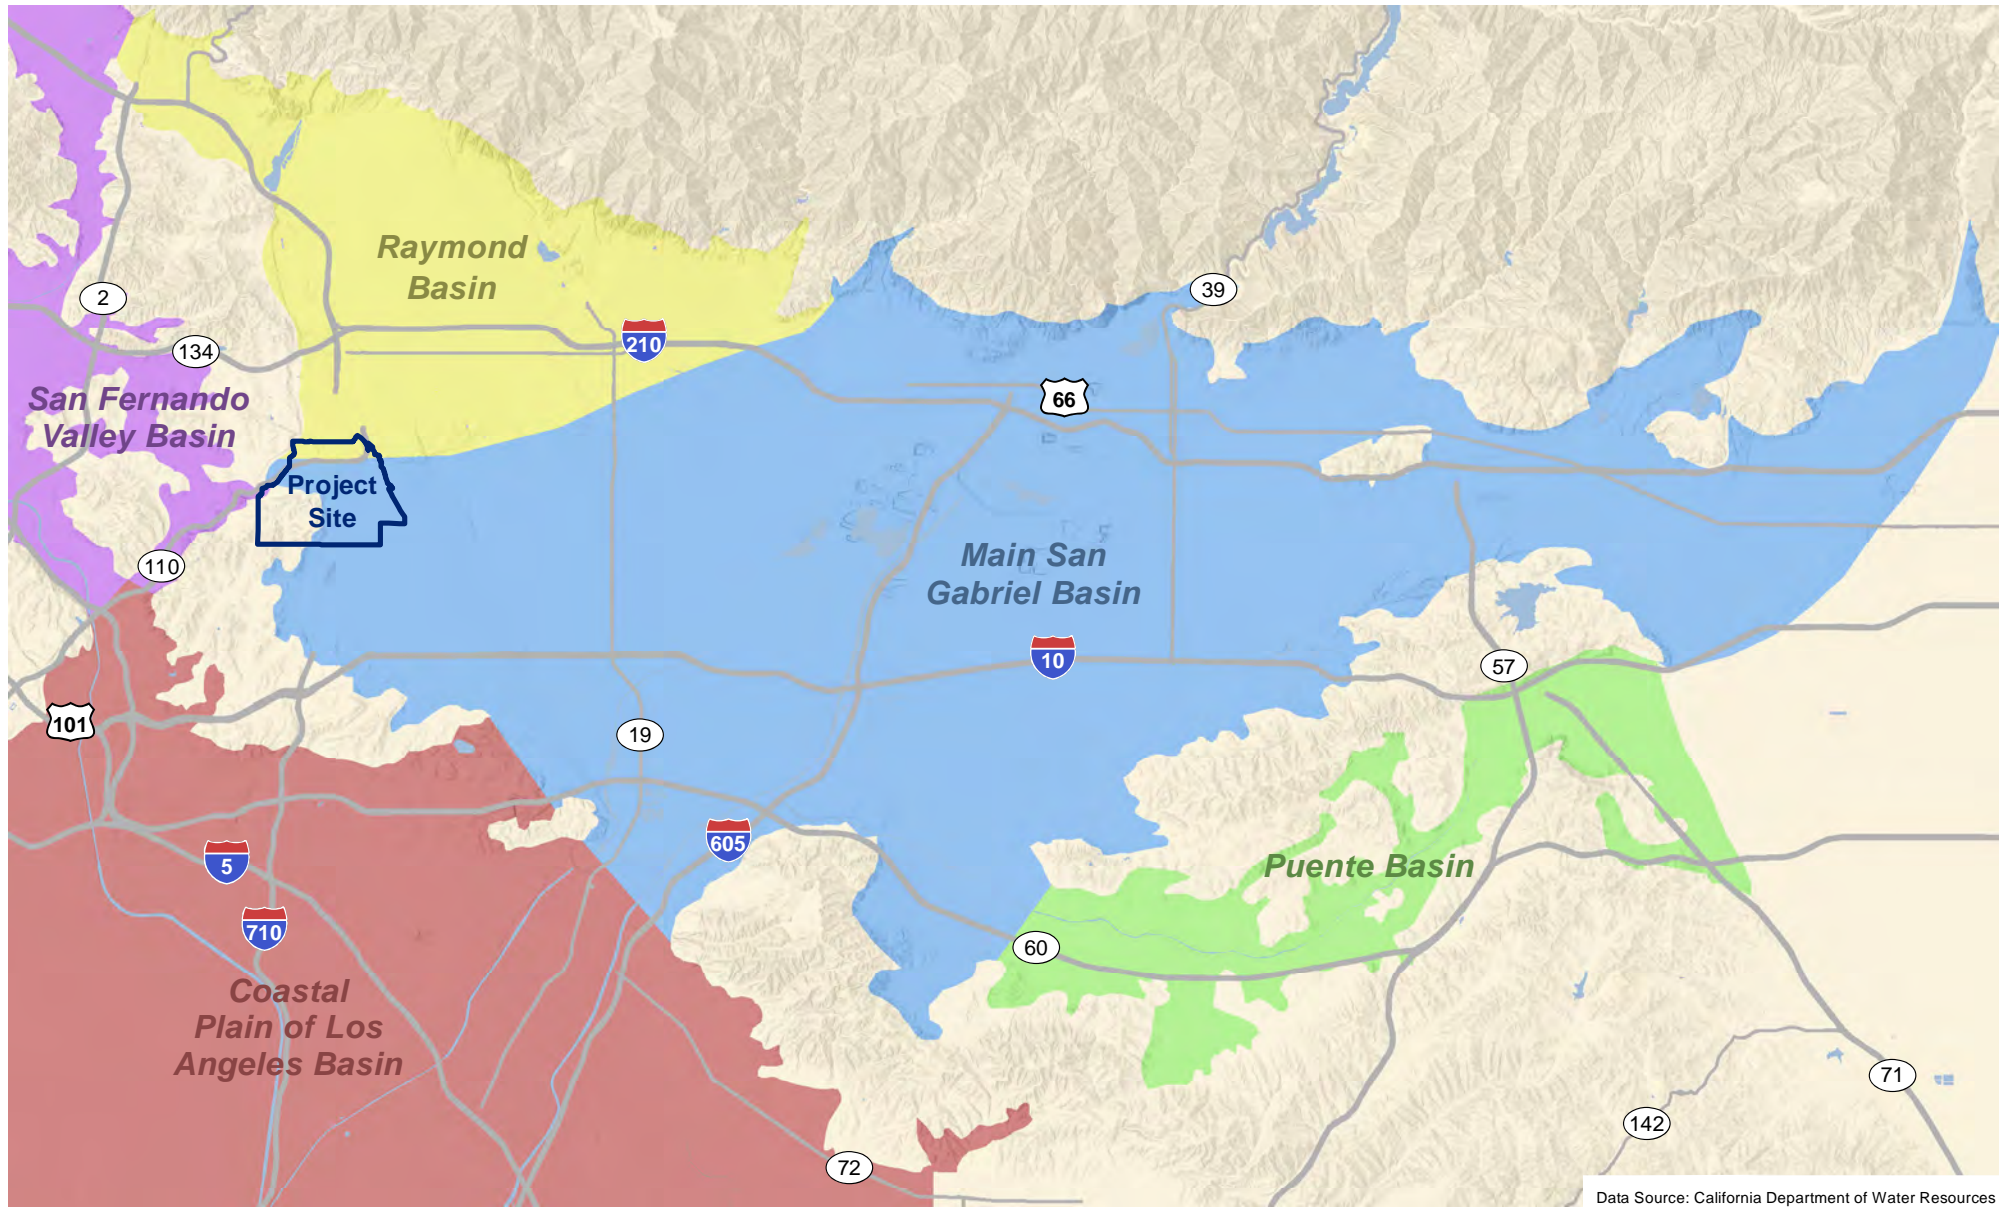 Raymond
Basin
2
39
134
210
San Fernando
Valley Basin
66
Project
Site
110
Main San
Gabriel Basin
10
57
101
19
5
605
Puente Basin
710
60
Coastal
Plain of Los
Angeles Basin
71
142
72
Data Source: California Department of Water Resources